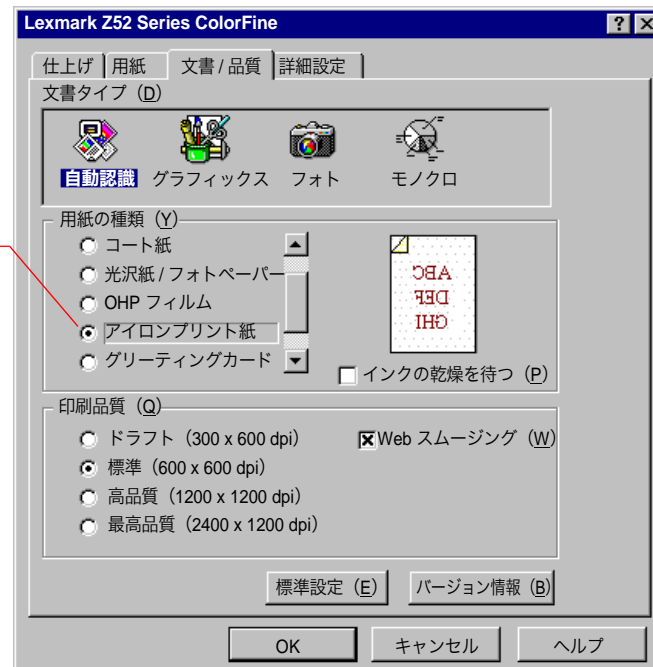 Lexmark Z52 Series ColorFine
仕上げ 用紙 文書 / 品質 詳細設定
文書タイプ（D）
自動認識 グラフィックス フォト モノクロ
用紙の種類（Y）
コート紙
光沢紙 / フォトペーパー
OHP フィルム
アイロンプリント紙
グリーティングカード
ABC
DEF
GHI
インクの乾燥を待つ（P）
印刷品質（Q）
ドラフト（300 x 600 dpi） Web スムージング（W）
標準（600 x 600 dpi）
高品質（1200 x 1200 dpi）
最高品質（2400 x 1200 dpi）
標準設定（E） バージョン情報（B）
OK キャンセル ヘルプ